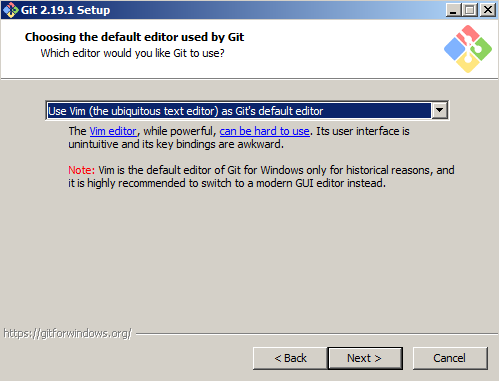 Git 2.19.1 Setup
Choosing the default editor used by Git
Which editor would you like Git to use?
Use Vim (the ubiquitous text editor) as Git's default editor
The Vim editor, while powerful, can be hard to use. Its user interface is
unintuitive and its key bindings are awkward.
Note: Vim is the default editor of Git for Windows only for historical reasons, and
it is highly recommended to switch to a modern GUI editor instead.
https://gitforwindows.org/
< Back
Next >
Cancel